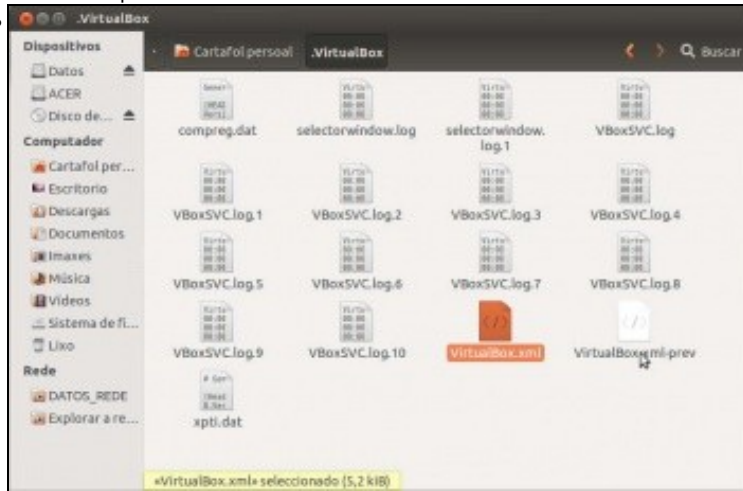 .VirtualBox
Dispositivos
Datos
ACER
Disco de...
Computador
Cartafol per...
Escritorio
Descargas
Documentos
Imaxes
Música
Vídeos
Sistema de fi...
Lixo
Rede
DATOS_REDE
Explorar a re...
Cartafol persoal
.VirtualBox
Buscar
compreg.dat
selectorwindow.log
selectorwindow.
log.1
VBoxSVC.log
VBoxSVC.log.1
VBoxSVC.log.2
VBoxSVC.log.3
VBoxSVC.log.4
VBoxSVC.log.5
VBoxSVC.log.6
VBoxSVC.log.7
VBoxSVC.log.8
VBoxSVC.log.9
VBoxSVC.log.10
VirtualBox.xml
VirtualBox.xml-prev
xpti.dat
«VirtualBox.xml» seleccionado (5,2 kiB)